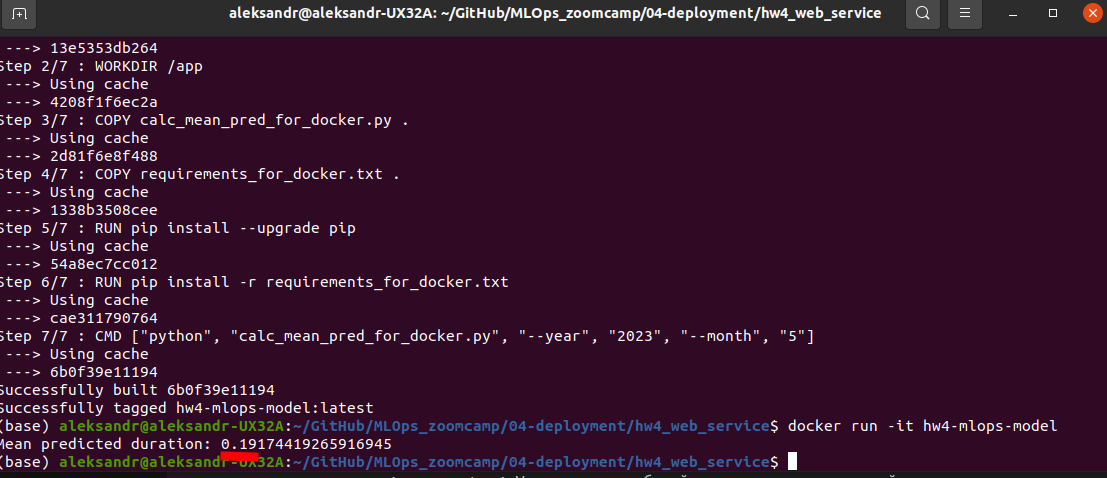 aleksandr@aleksandr-UX32A: ~/GitHub/MLOps_zoomcamp/04-deployment/hw4_web_service
---> 13e5353db264
Step 2/7 : WORKDIR /app
---> Using cache
---> 4208f1f6ec2a
Step 3/7 : COPY calc_mean_pred_for_docker.py .
---> Using cache
---> 2d81f6e8f488
Step 4/7 : COPY requirements_for_docker.txt .
---> Using cache
---> 1338b3508cee
Step 5/7 : RUN pip install --upgrade pip
---> Using cache
---> 54a8ec7cc012
Step 6/7 : RUN pip install -r requirements_for_docker.txt
---> Using cache
---> cae311790764
Step 7/7 : CMD ["python", "calc_mean_pred_for_docker.py", "--year", "2023", "--month", "5"]
---> Using cache
---> 6b0f39e11194
Successfully built 6b0f39e11194
Successfully tagged hw4-mlops-model:latest
(base) aleksandr@aleksandr-UX32A:~/GitHub/MLOps_zoomcamp/04-deployment/hw4_web_service$ docker run -it hw4-mlops-model
Mean predicted duration: 0.19174419265916945
(base) aleksandr@aleksandr-UX32A:~/GitHub/MLOps_zoomcamp/04-deployment/hw4_web_service$